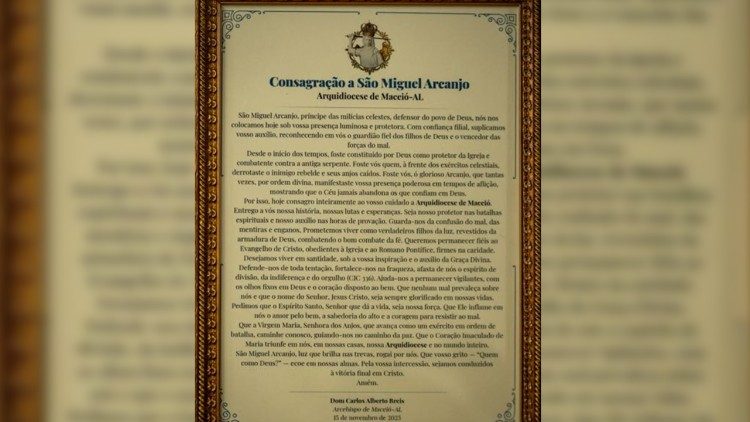 Consagração a São Miguel Arcanjo
Arquidiocese de Maceió-AL
São Miguel Arcanjo, príncipe das milícias celestes, defensor do povo de Deus, nós nos
colocamos hoje sob vossa presença luminosa e protetora. Com confiança filial, suplicamos
vosso auxílio, reconhecendo em vós o guardião fiel dos filhos de Deus e o vencedor das
forças do mal.
Desde o início dos tempos, foste constituído por Deus como protetor da Igreja e
combatente contra a antiga serpente. Foste vós quem, à frente dos exércitos celestiais,
derrotaste o inimigo rebelde e seus anjos caídos. Foste vós, ó glorioso Arcanjo, que tantas
vezes, por ordem divina, manifestaste vossa presença poderosa em tempos de aflição,
mostrando que o Céu jamais abandona os que confiam em Deus.
Por isso, hoje consagro inteiramente ao vosso cuidado a Arquidiocese de Maceió.
Entrego a vós nossa história, nossas lutas e esperanças. Seja nosso protetor nas batalhas
espirituais e nosso auxílio nas horas de provação. Guarda-nos da confusão do mal, das
mentiras e enganos. Prometemos viver como verdadeiros filhos da luz, revestidos da
armadura de Deus, combatendo o bom combate da fé. Queremos permanecer fiéis ao
Evangelho de Cristo, obedientes à Igreja e ao Romano Pontífice, firmes na caridade.
Desejamos viver em santidade, sob a vossa inspiração e o auxílio da Graça Divina.
Defende-nos de toda tentação, fortalece-nos na fraqueza, afasta de nós o espírito de
divisão, da indiferença e do orgulho (CIC 336). Ajuda-nos a permanecer vigilantes, com
os olhos fixos em Deus e o coração disposto ao bem. Que nenhum mal prevaleça sobre
nós e que o nome do Senhor, Jesus Cristo, seja sempre glorificado em nossas vidas.
Pedimos que o Espírito Santo, Senhor que dá a vida, seja nossa força. Que Ele inflame em
nós o amor pelo bem, a sabedoria do alto e a coragem para resistir ao mal.
Que a Virgem Maria, Senhora dos Anjos, que avança como um exército em ordem de
batalha, caminhe conosco, guiando-nos no caminho da paz. Que o Coração Imaculado de
Maria triunfe em nós, em nossas casas, nossa Arquidiocese e no mundo inteiro.
São Miguel Arcanjo, luz que brilha nas trevas, rogai por nós. Que vosso grito — “Quem
como Deus?” — ecoe em nossas almas. Pela vossa intercessão, sejamos conduzidos
à vitória final em Cristo.
Amém.
Dom Carlos Alberto Breis
Arcebispo de Maceió-AL
15 de novembro de 2025